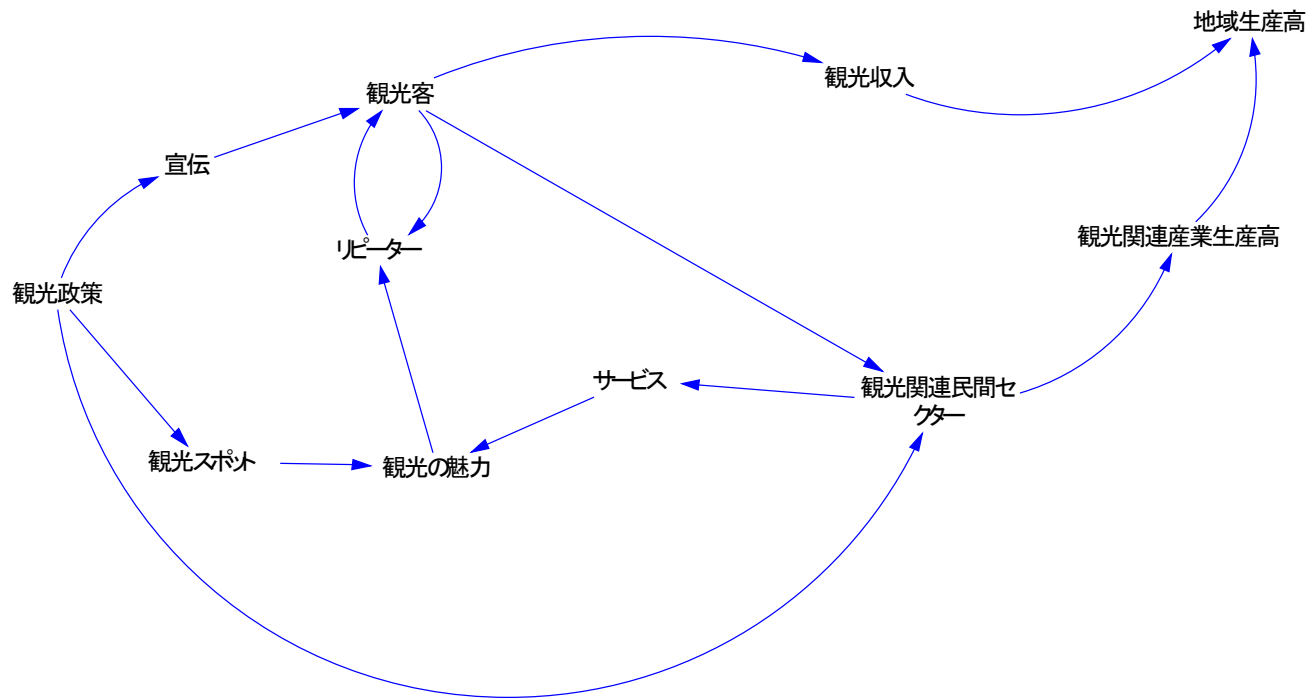 地域生産高
観光収入
観光客
宣伝
リピーター
観光関連産業生産高
観光政策
サービス
観光関連民間セ
クター
観光スポット
観光の魅力